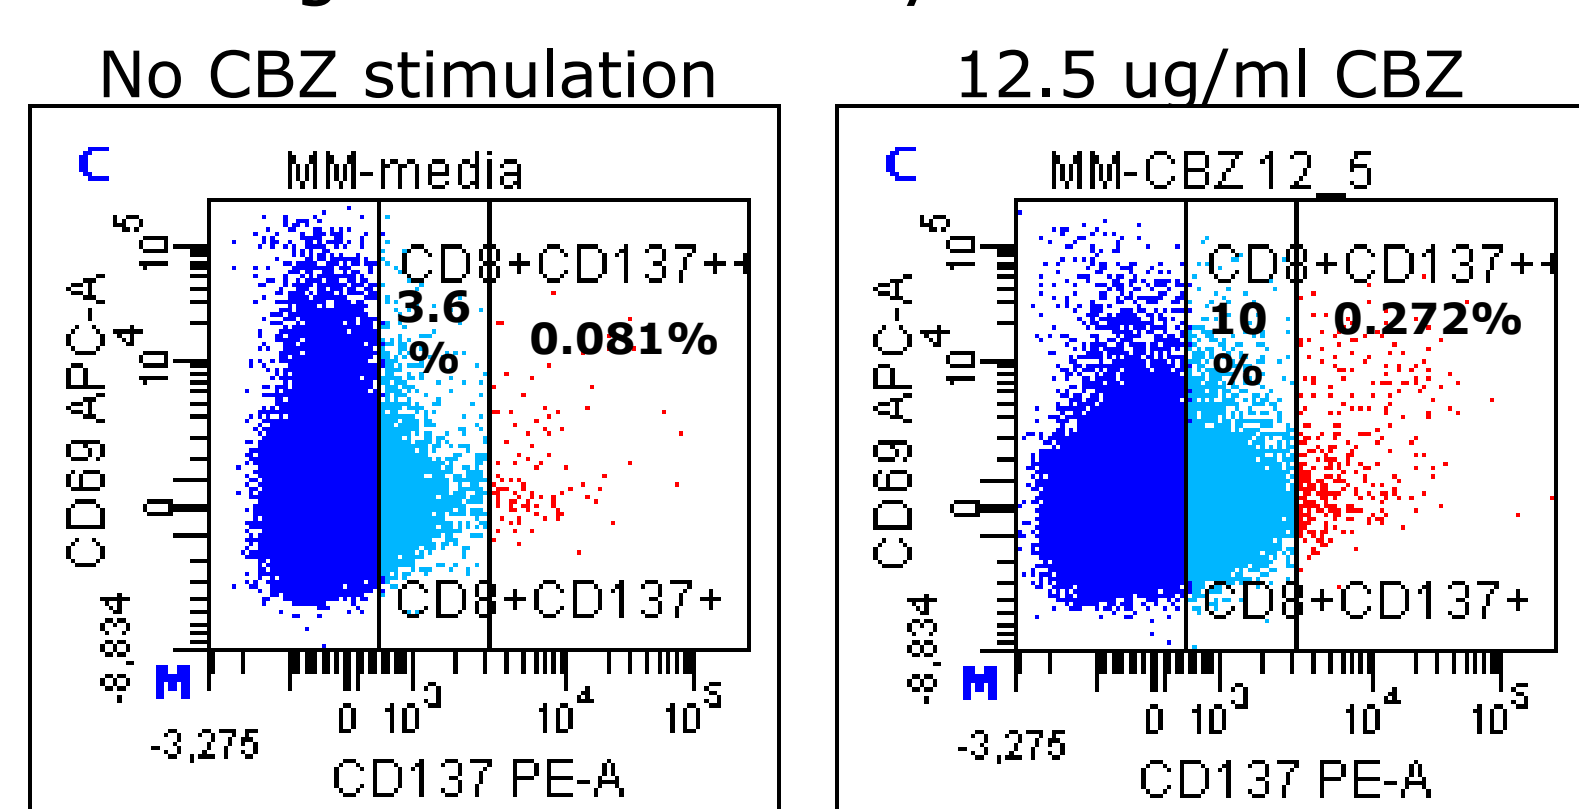 No CBZ stimulation
C
MM-media
CD8+CD137++
3.6
%
0.081%
CD8+CD137+
CD69 APC-A
10 5
10 4
0
-8,834
M
-3,275
0 10 3 10 4 10 5
CD137 PE-A
12.5 ug/ml CBZ
C
MM-CBZ 12_5
CD8+CD137++
10
%
0.272%
CD8+CD137+
CD69 APC-A
10 5
10 4
0
-8,834
M
-3,275
0 10 3 10 4 10 5
CD137 PE-A